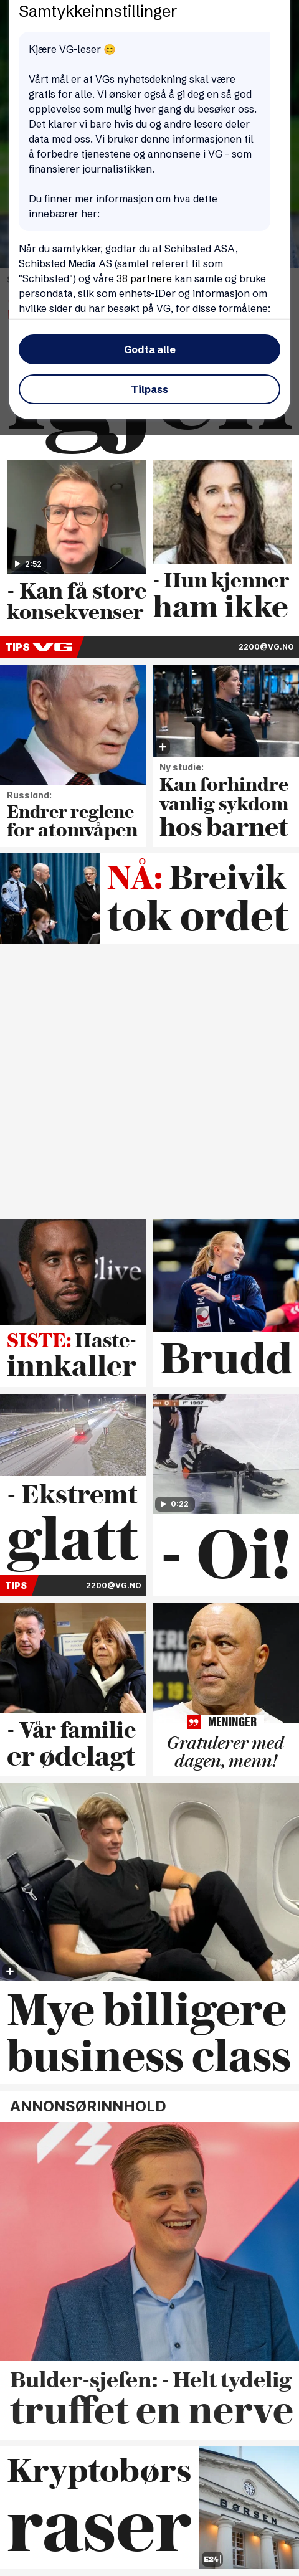 Samtykkeinnstillinger
Kjære VG-leser 😊
Vårt mål er at VGs nyhetsdekning skal være
gratis for alle. Vi ønsker også å gi deg en så god
opplevelse som mulig hver gang du besøker oss.
Det klarer vi bare hvis du og andre lesere deler
data med oss. Vi bruker denne informasjonen til
å forbedre tjenestene og annonsene i VG - som
finansierer journalistikken.
Du finner mer informasjon om hva dette
innebærer her:
Når du samtykker, godtar du at Schibsted ASA,
Schibsted Media AS (samlet referert til som
"Schibsted") og våre 38 partnere kan samle og bruke
persondata, slik som enhets-IDer og informasjon om
hvilke sider du har besøkt på VG, for disse formålene:
Godta alle
Tilpass
igjen
2:52
- Kan få store
konsekvenser
- Hun kjenner
ham ikke
TIPS VG
2200@VG.NO
Russland:
Endrer reglene
for atomvåpen
Ny studie:
Kan forhindre
vanlig sykdom
hos barnet
NÅ: Breivik
tok ordet
Clive
SISTE: Haste-
innkaller
Brudd
- Ekstremt
glatt
TIPS
2200@VG.NO
1ST 13:37
0:22
- Oi!
- Vår familie
er ødelagt
MENINGER
Gratulerer med
dagen, menn!
Mye billigere
business class
ANNONSØRINNHOLD
Bulder-sjefen: - Helt tydelig
truffet en nerve
Kryptobørs
raser
BØRSEN
E24